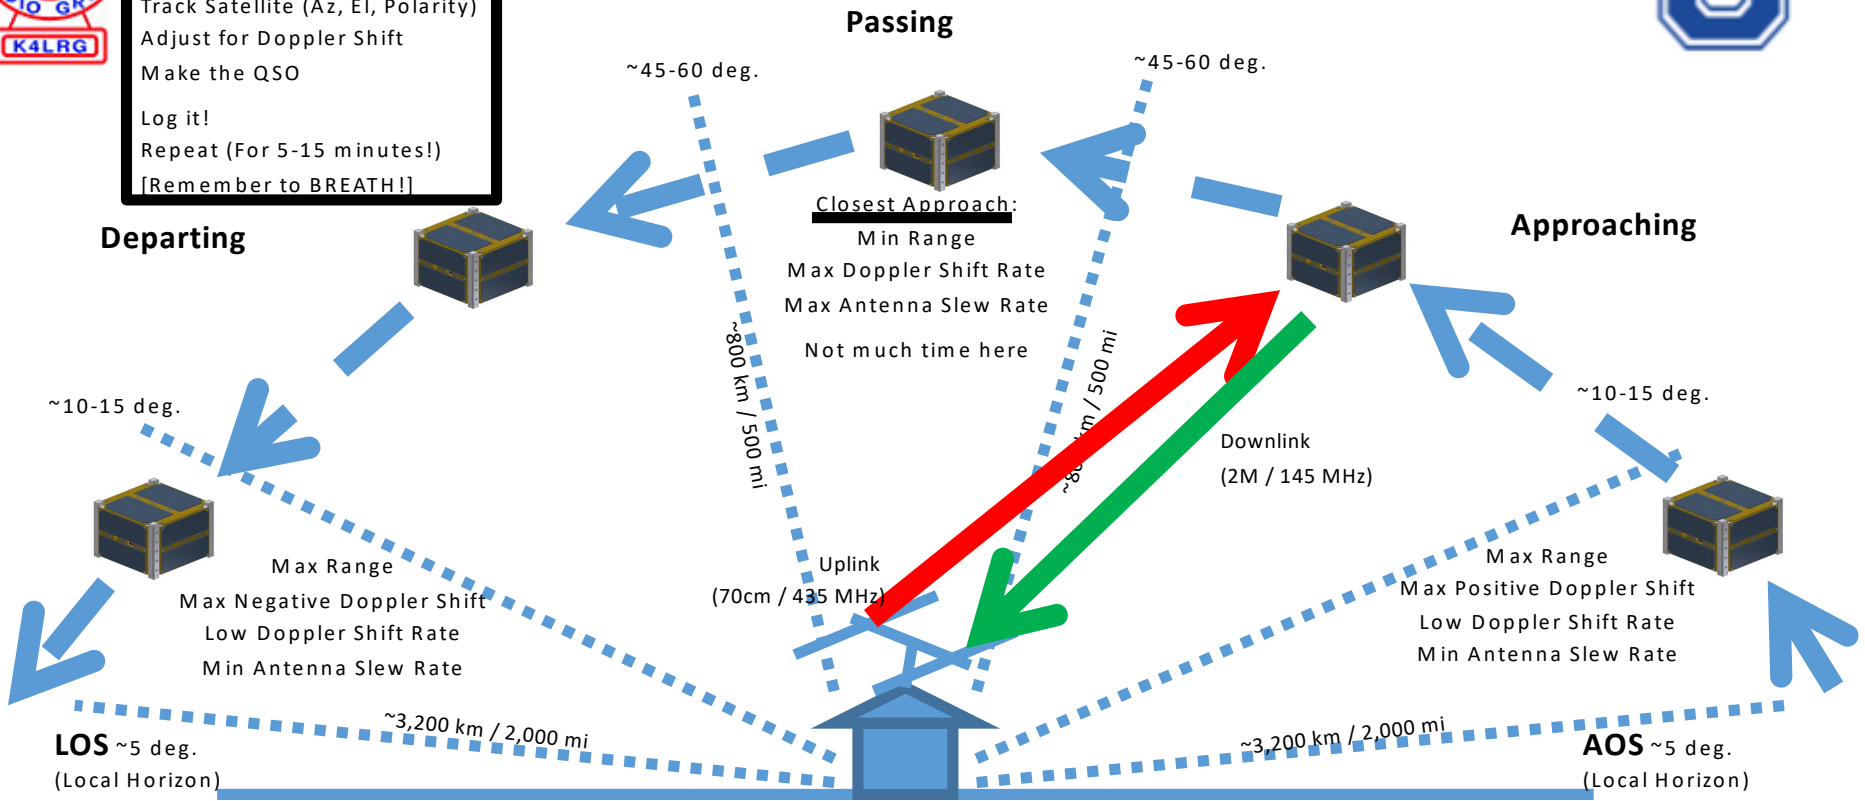 IO GR
K4LRG
Track Satellite (Az, El, Polarity)
Adjust for Doppler Shift
Make the QSO
Log it!
Repeat (For 5-15 minutes!)
[Remember to BREATH!]
Passing
~45-60 deg.
~45-60 deg.
Closest Approach:
Min Range
Max Doppler Shift Rate
Max Antenna Slew Rate
Not much time here
Departing
Approaching
~10-15 deg.
~10-15 deg.
~800 km / 500 mi
km / 500 mi
Downlink
(2M / 145 MHz)
Uplink
(70cm / 435 MHz)
Max Range
Max Negative Doppler Shift
Low Doppler Shift Rate
Min Antenna Slew Rate
Max Range
Max Positive Doppler Shift
Low Doppler Shift Rate
Min Antenna Slew Rate
~3,200 km / 2,000 mi
~3,200 km / 2,000 mi
LOS ~5 deg.
(Local Horizon)
AOS ~5 deg.
(Local Horizon)